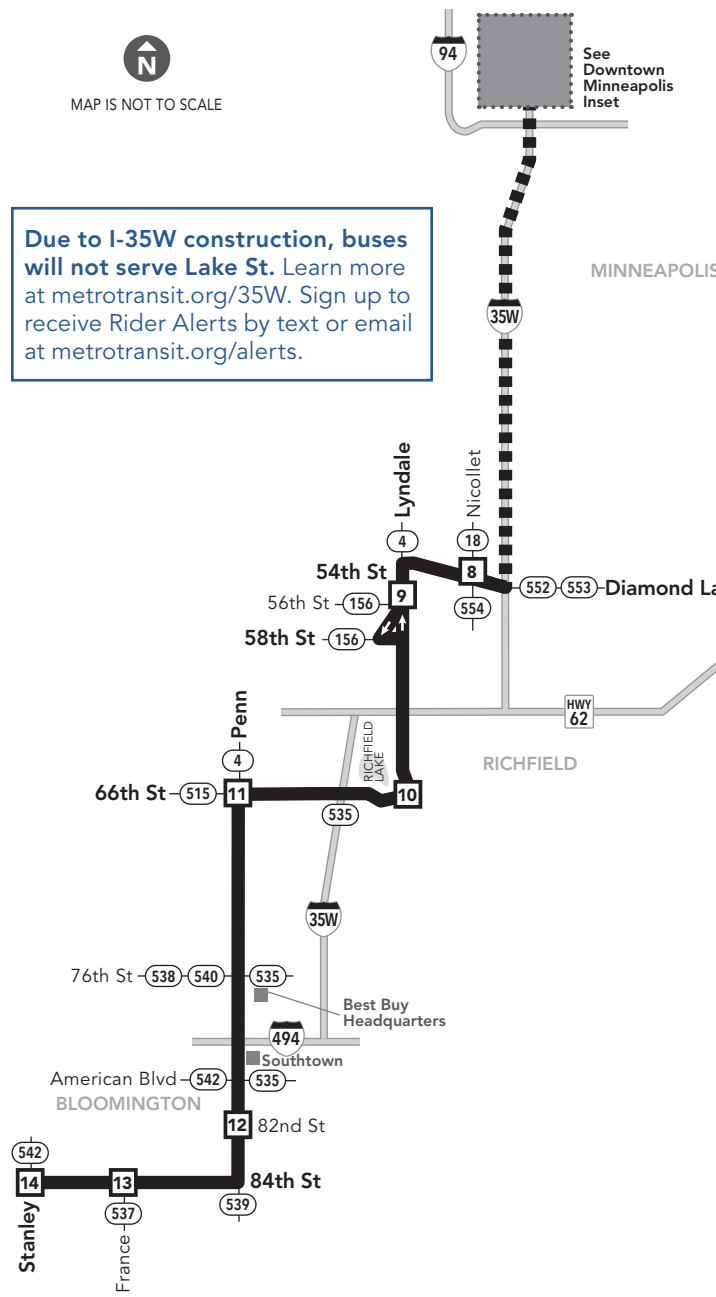 N
MAP IS NOT TO SCALE
94
See
Downtown
Minneapolis
Inset
Due to I-35W construction, buses
will not serve Lake St. Learn more
at metrotransit.org/35W. Sign up to
receive Rider Alerts by text or email
at metrotransit.org/alerts.
MINNEAPOLIS
35W
Lyndale
Nicollet
4
18
54th St
8
56th St
156
9
554
552
553
Diamond La
58th St
156
HWY
62
Penn
RICHFIELD
LAKE
RICHFIELD
4
66th St
515
11
10
535
35W
76th St
538
540
535
Best Buy
Headquarters
494
Southtown
American Blvd
542
535
BLOOMINGTON
12
82nd St
542
14
13
84th St
537
539
Stanley
France